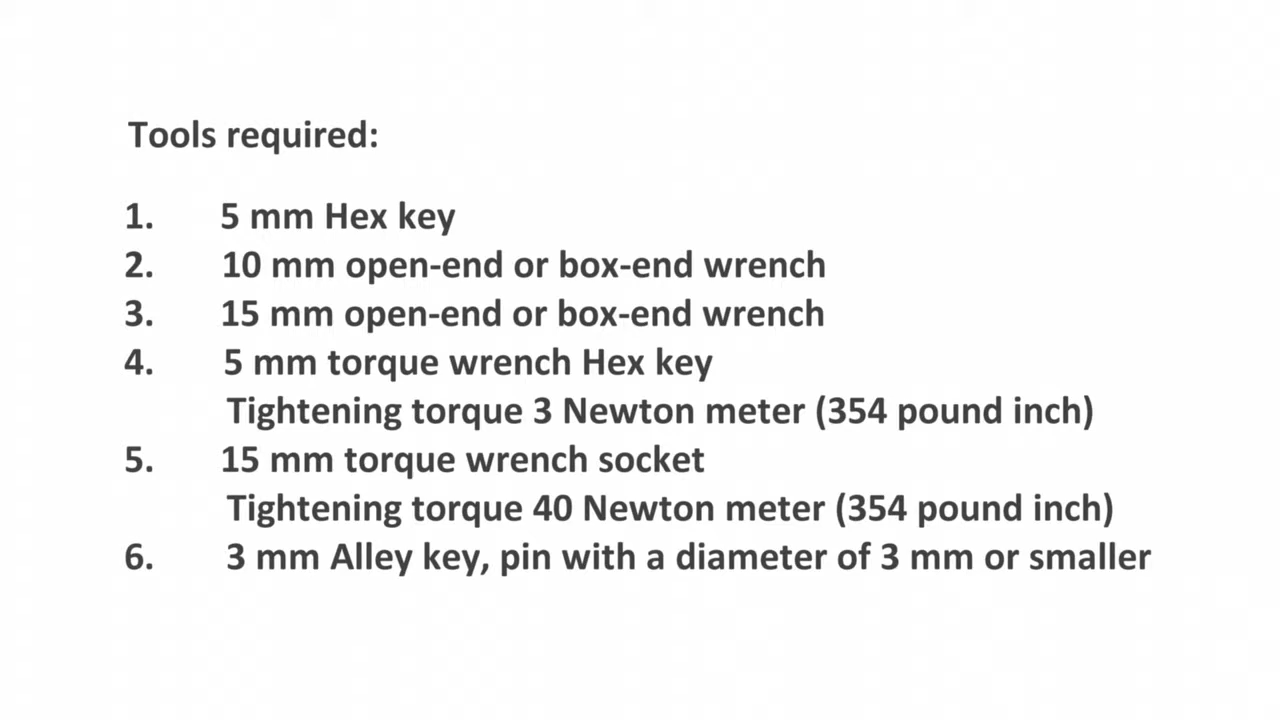 Tools required:
1. 5 mm Hex key
2. 10 mm open-end or box-end wrench
3. 15 mm open-end or box-end wrench
4. 5 mm torque wrench Hex key
Tightening torque 3 Newton meter (354 pound inch)
5. 15 mm torque wrench socket
Tightening torque 40 Newton meter (354 pound inch)
6. 3 mm Alley key, pin with a diameter of 3 mm or smaller